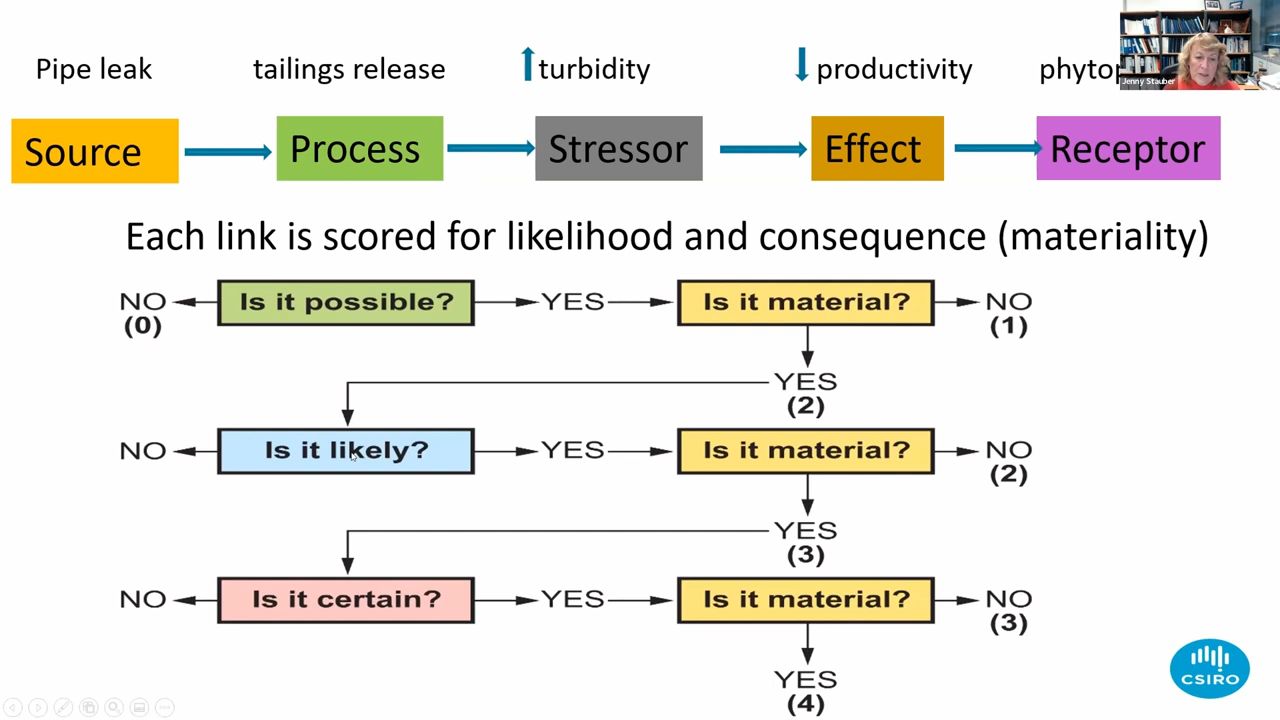 Pipe leak
tailings release
turbidity
productivity
Jenny Stauber
Source
Process
Stressor
Effect
Receptor
Each link is scored for likelihood and consequence (materiality)
NO Is it possible? YES Is it material? NO
(0) (1)
YES
(2)
NO Is it likely? YES Is it material? NO
(2)
YES
(3)
NO Is it certain? YES Is it material? NO
(3)
YES
(4)
CSIRO